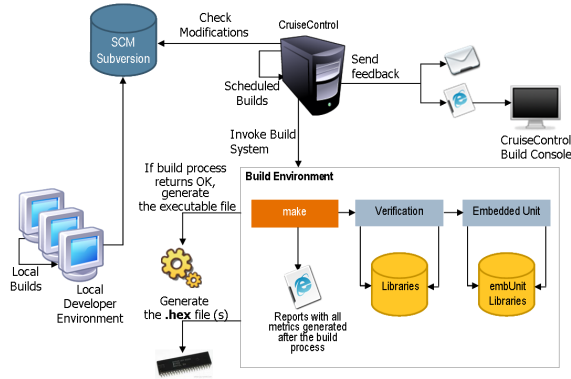 CruiseControl
Check
Modifications
SCM
Subversion
Scheduled
Builds
Send
feedback
CruiseControl
Build Console
Invoke Build
System
If build process
returns OK,
generate
the executable file
Build Environment
make
Verification
Embedded Unit
Libraries
embUnit
Libraries
Reports with all
metrics generated
after the build
process
Local
Builds
Local
Developer
Environment
Generate
the .hex file (s)